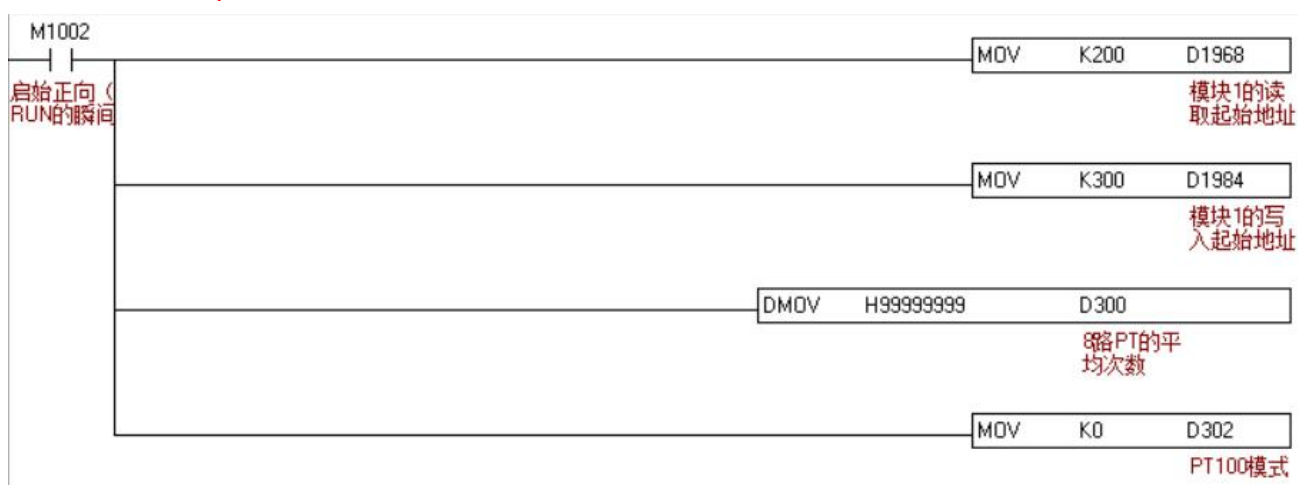 M1002
启始正向（
RUN的瞬间
MOV K200 D1968
模块1的读
取起始地址
MOV K300 D1984
模块1的写
入起始地址
DMOV H99999999 D300
8路PT的平
均次数
MOV K0 D302
PT100模式